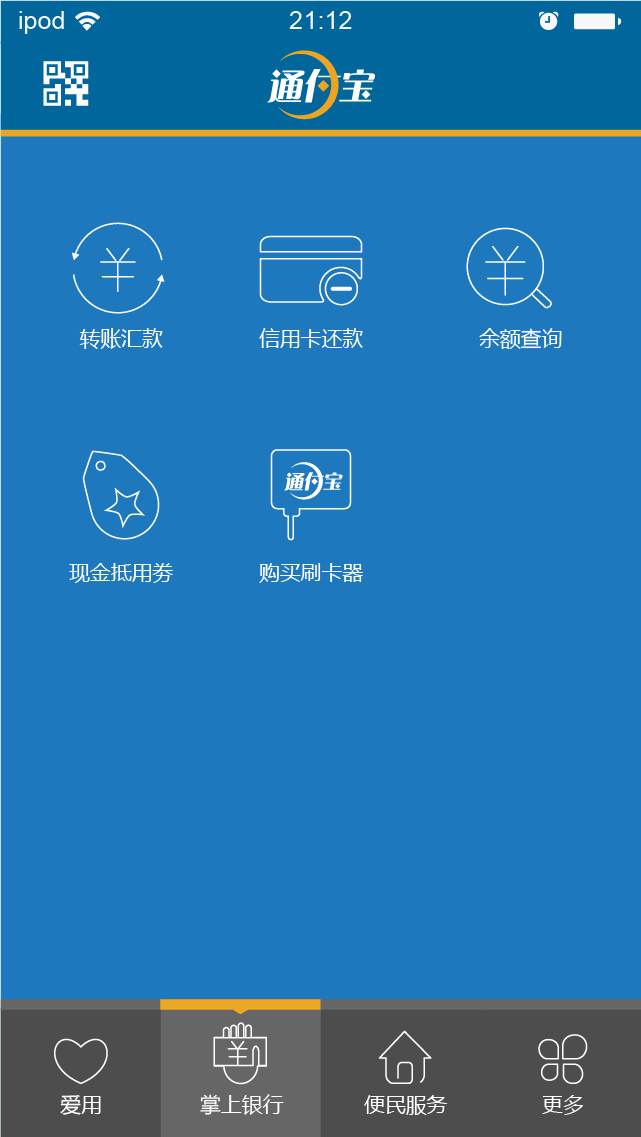 ipod 21:12
通付宝
转账汇款 信用卡还款 余额查询
通付宝
现金抵用券 购买刷卡器
爱用 掌上银行 便民服务 更多